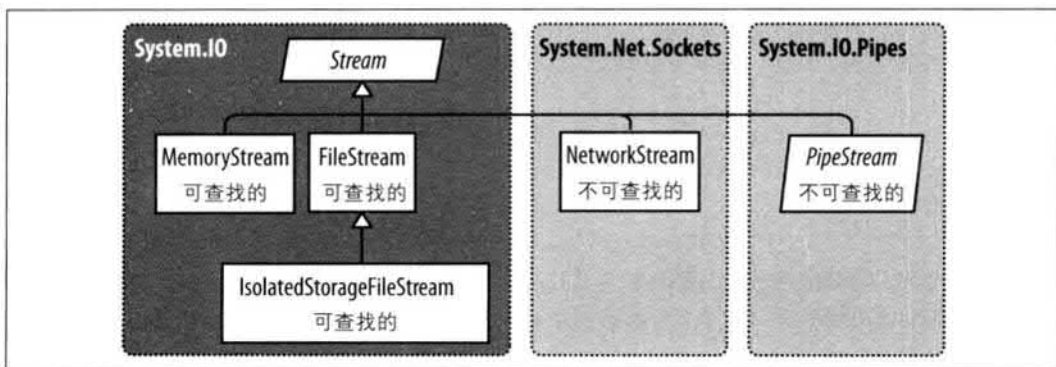 System.IO
Stream
System.Net.Sockets
System.IO.Pipes
MemoryStream
可查找的
FileStream
可查找的
NetworkStream
不可查找的
PipeStream
不可查找的
IsolatedStorageFileStream
可查找的